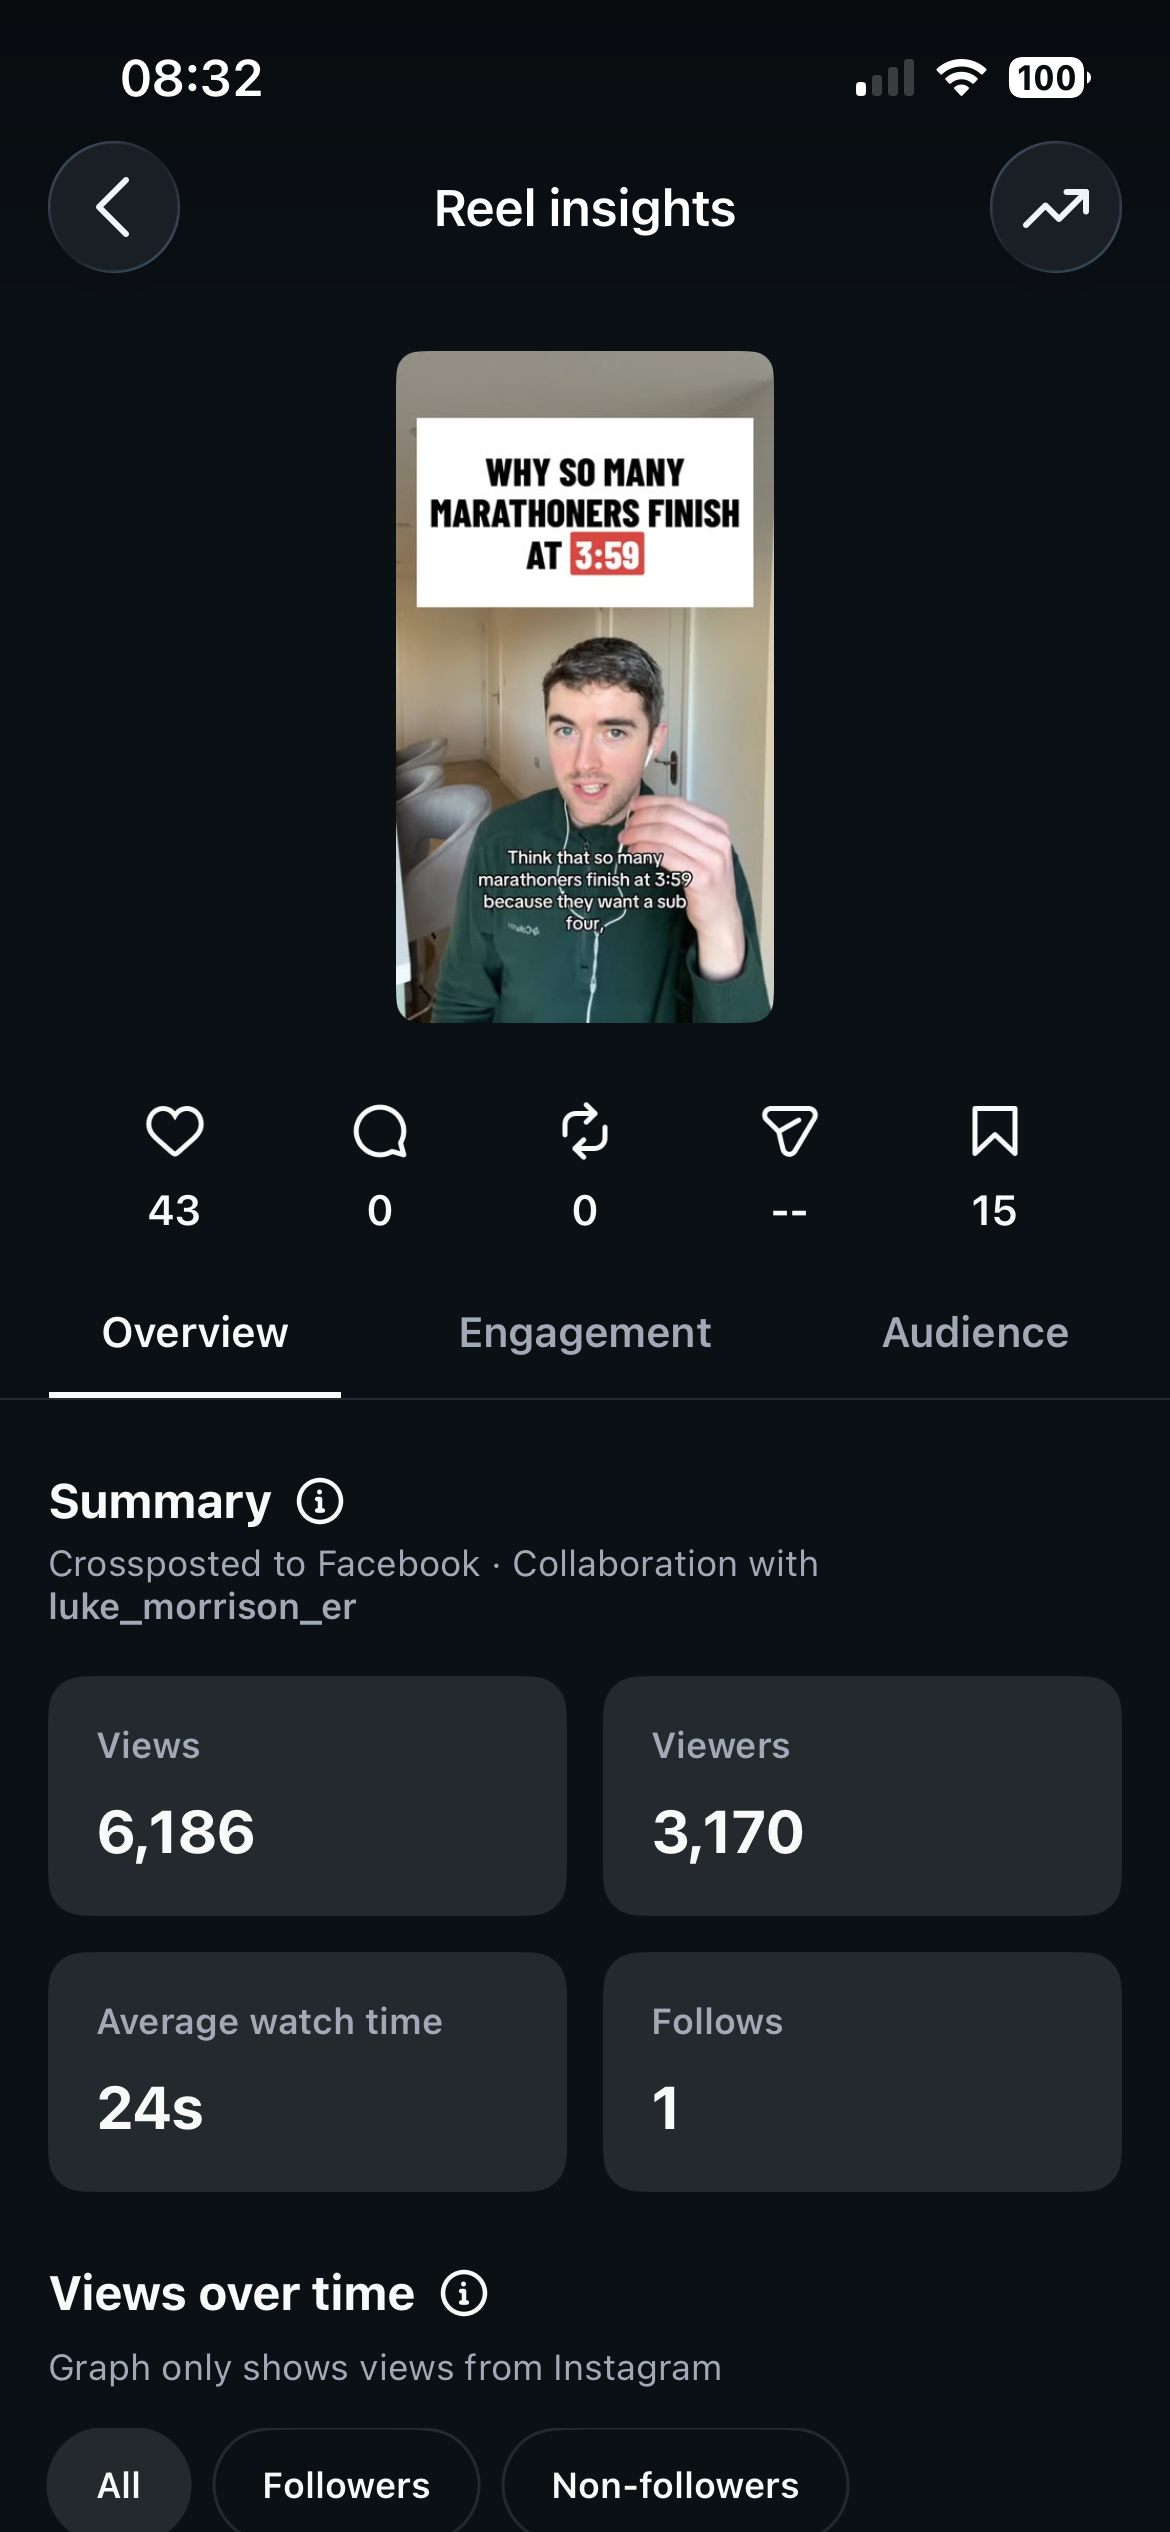 08:32
100
Reel insights
WHY SO MANY
MARATHONERS FINISH
AT 3:59
Think that so many
marathoners finish at 3:59
because they want a sub
four,
43
0
0
--
15
Overview
Engagement
Audience
Summary
Crossposted to Facebook · Collaboration with
luke_morrison_er
Views
6,186
Viewers
3,170
Average watch time
24s
Follows
1
Views over time
Graph only shows views from Instagram
All
Followers
Non-followers